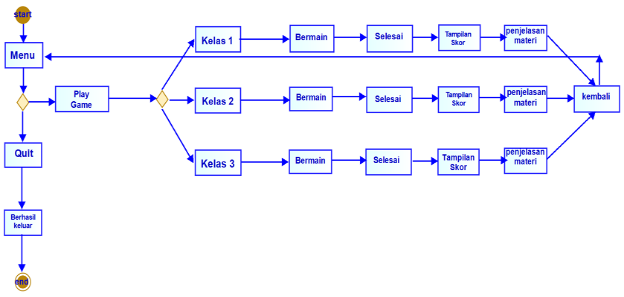 start
Menu
Play
Game
Quit
Berhasil
keluar
end
Kelas 1
Bermain
Selesai
Tampilan
Skor
penjelasan
materi
Kelas 2
Bermain
Selesai
Tampilan
Skor
penjelasan
materi
kembali
Kelas 3
Bermain
Selesai
Tampilan
Skor
penjelasan
materi